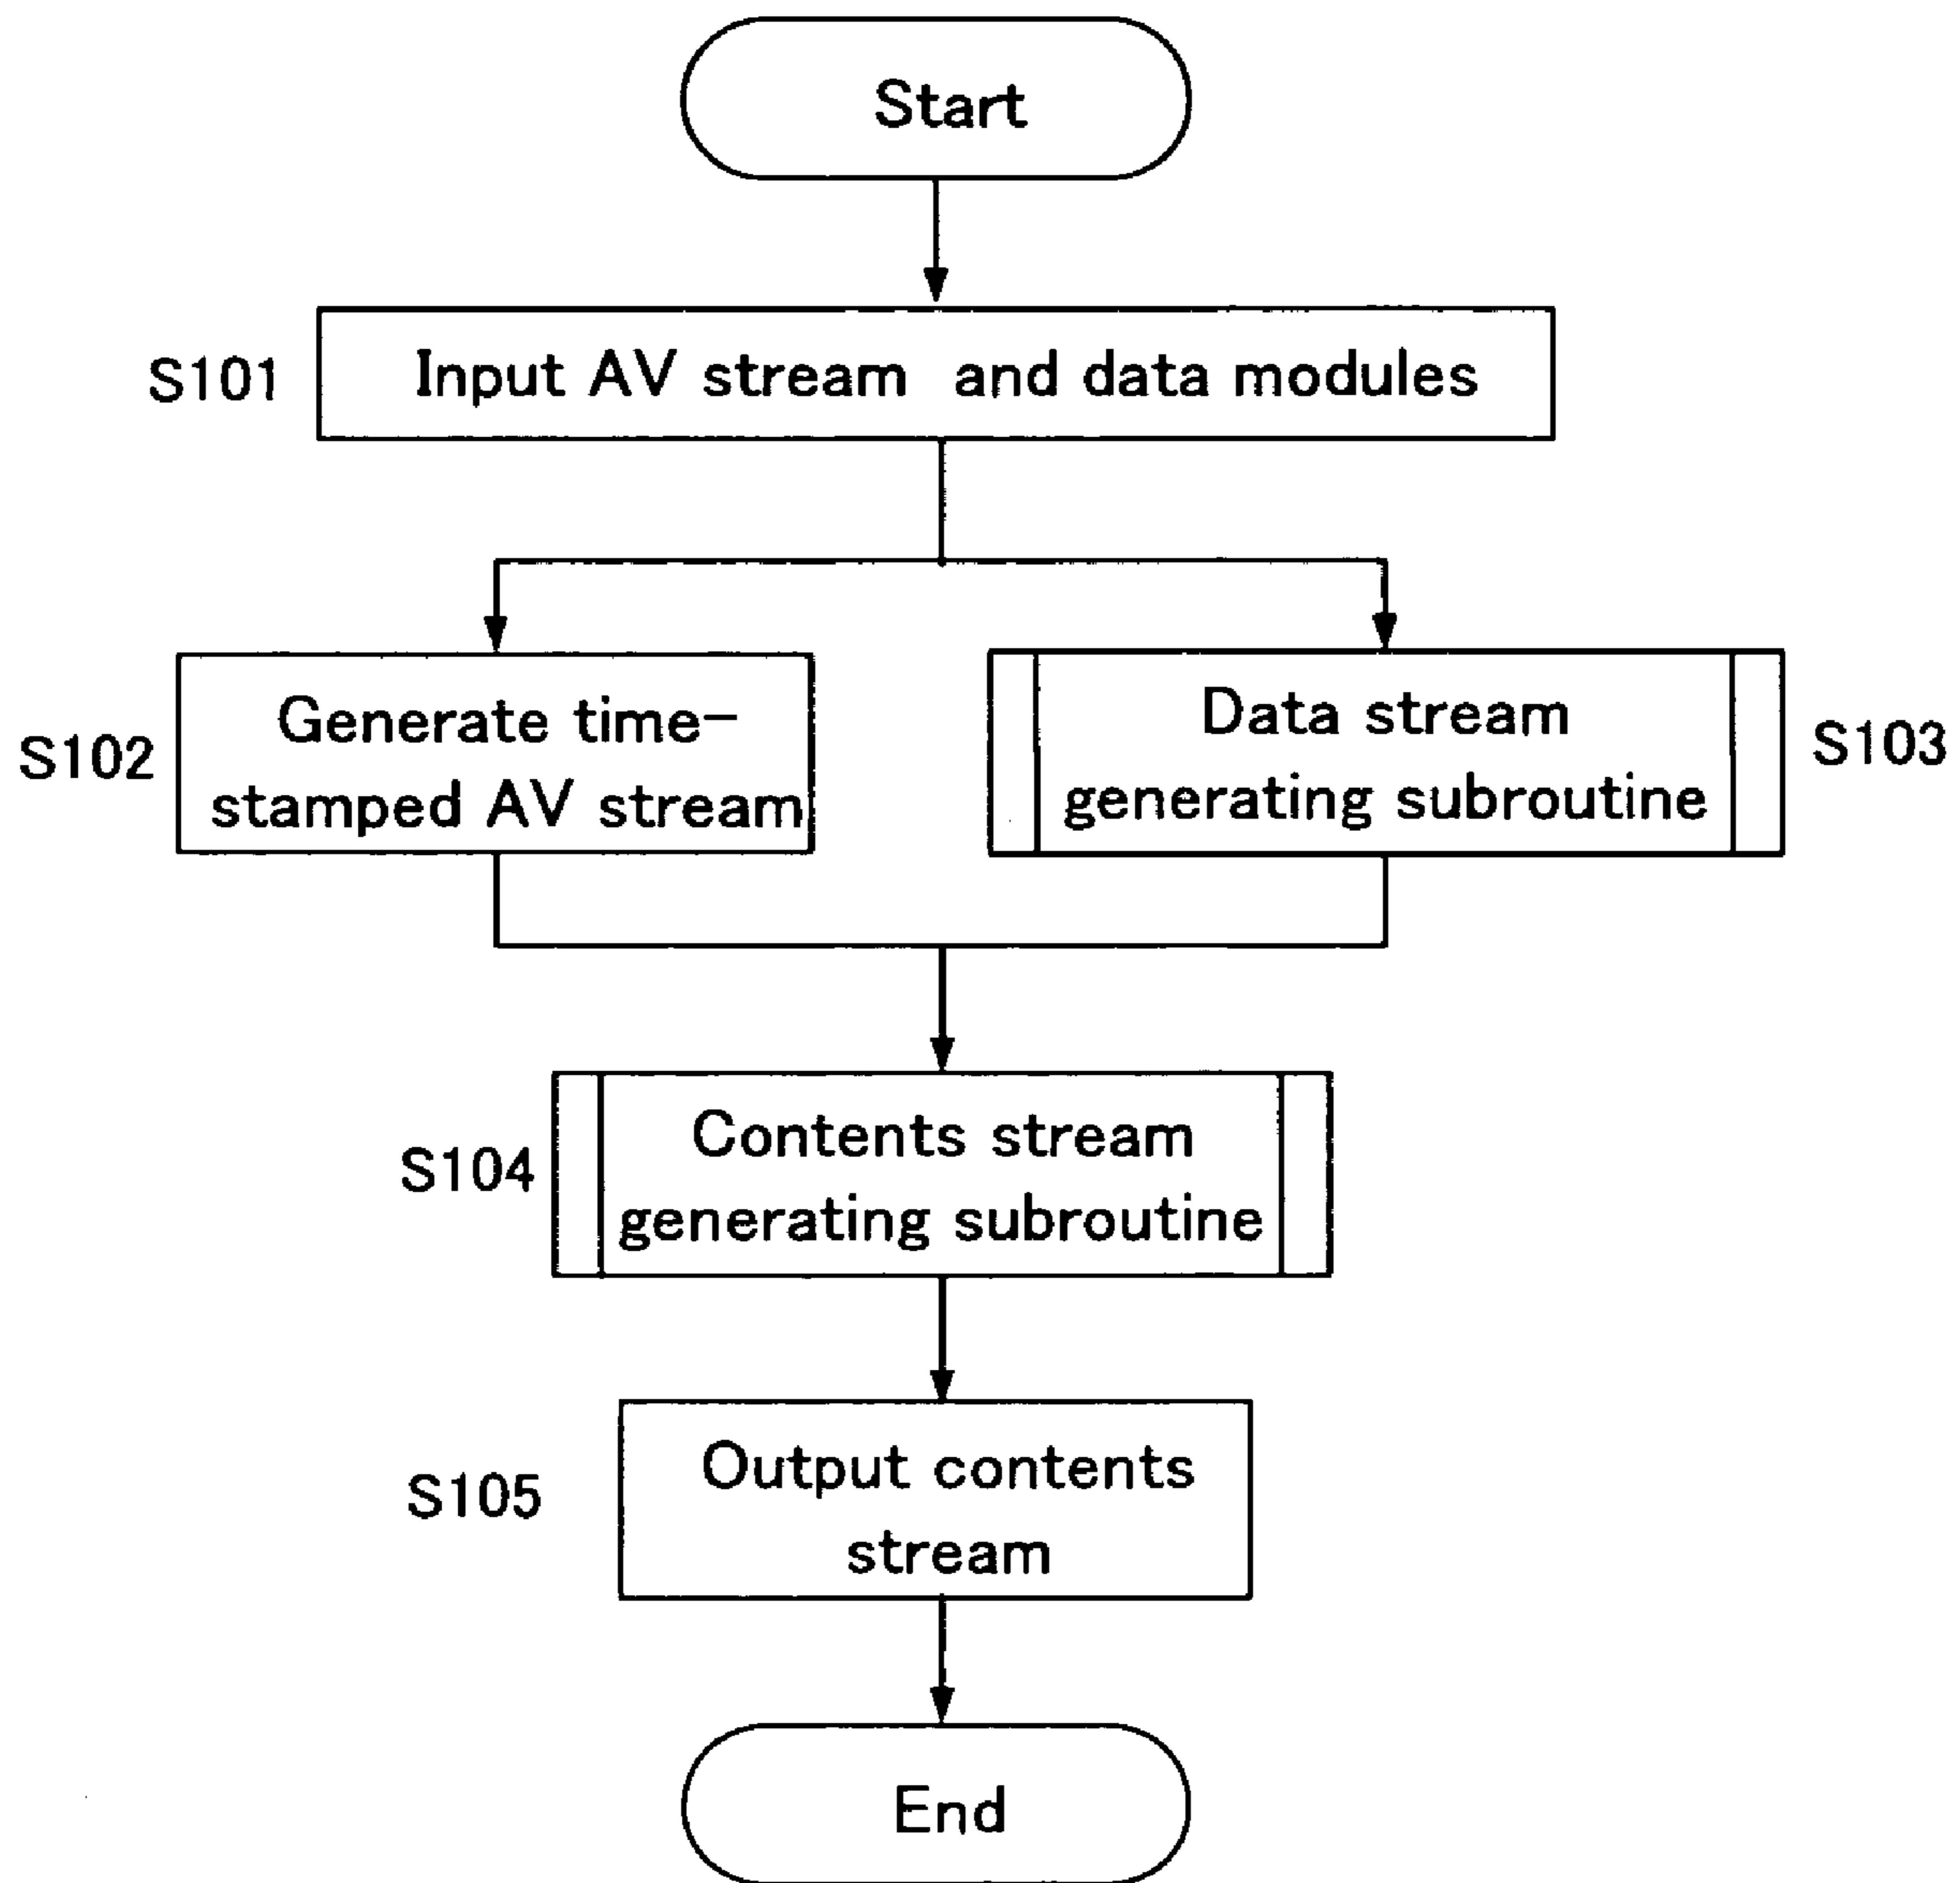 Start
S101
Input AV stream and data modules
S102
Generate time-
stamped AV stream
Data stream
generating subroutine
S103
S104
Contents stream
generating subroutine
S105
Output contents
stream
End